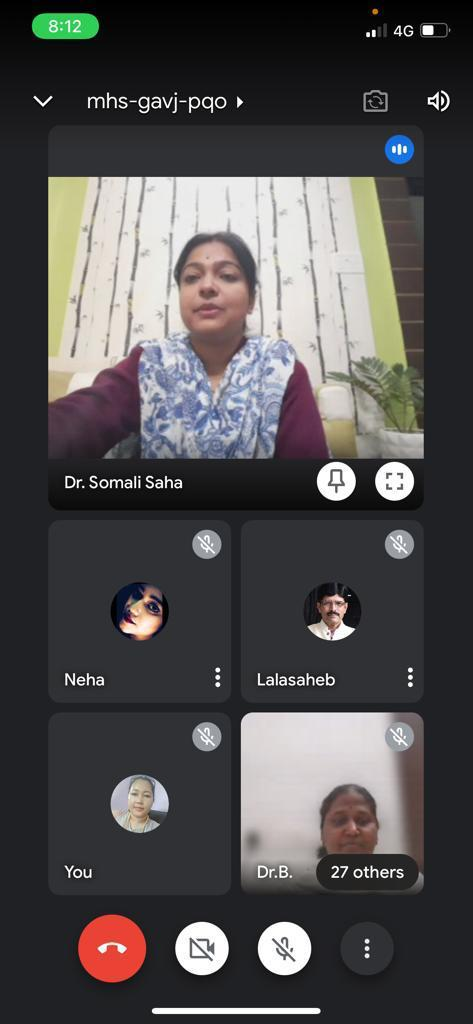 8:12
4G
mhs-gavj-pqo
Dr. Somali Saha
Neha
Lalasaheb
You
Dr.B.
27 others